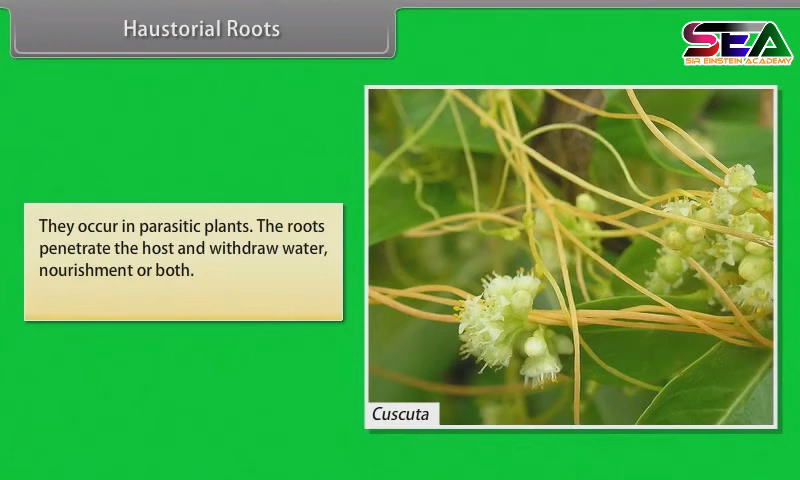 Haustorial Roots
SEA
SIR EINSTEIN ACADEMY
They occur in parasitic plants. The roots
penetrate the host and withdraw water,
nourishment or both.
Cuscuta